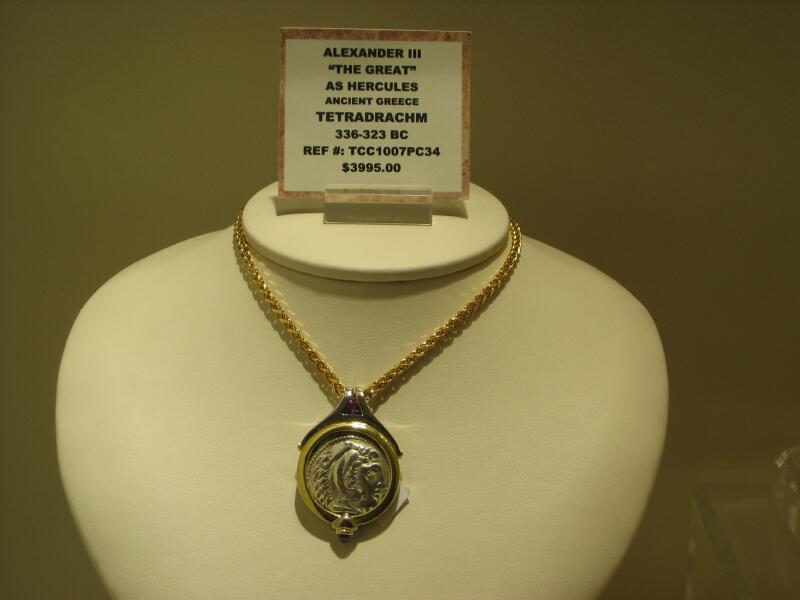 ALEXANDER III
“THE GREAT”
AS HERCULES
ANCIENT GREECE
TETRADRACHM
336-323 BC
REF #: TCC1007PC34
$3995.00